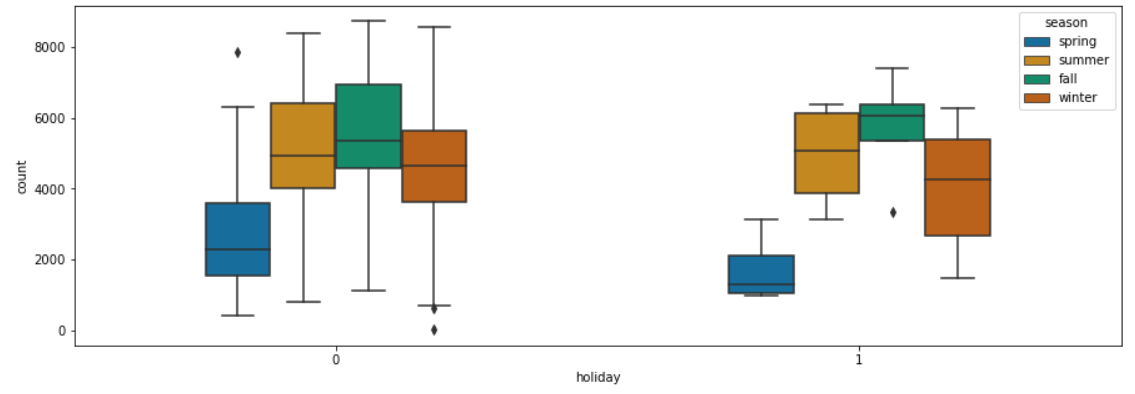 season
spring
summer
fall
winter
8000
6000
4000
2000
0
count
0
1
holiday